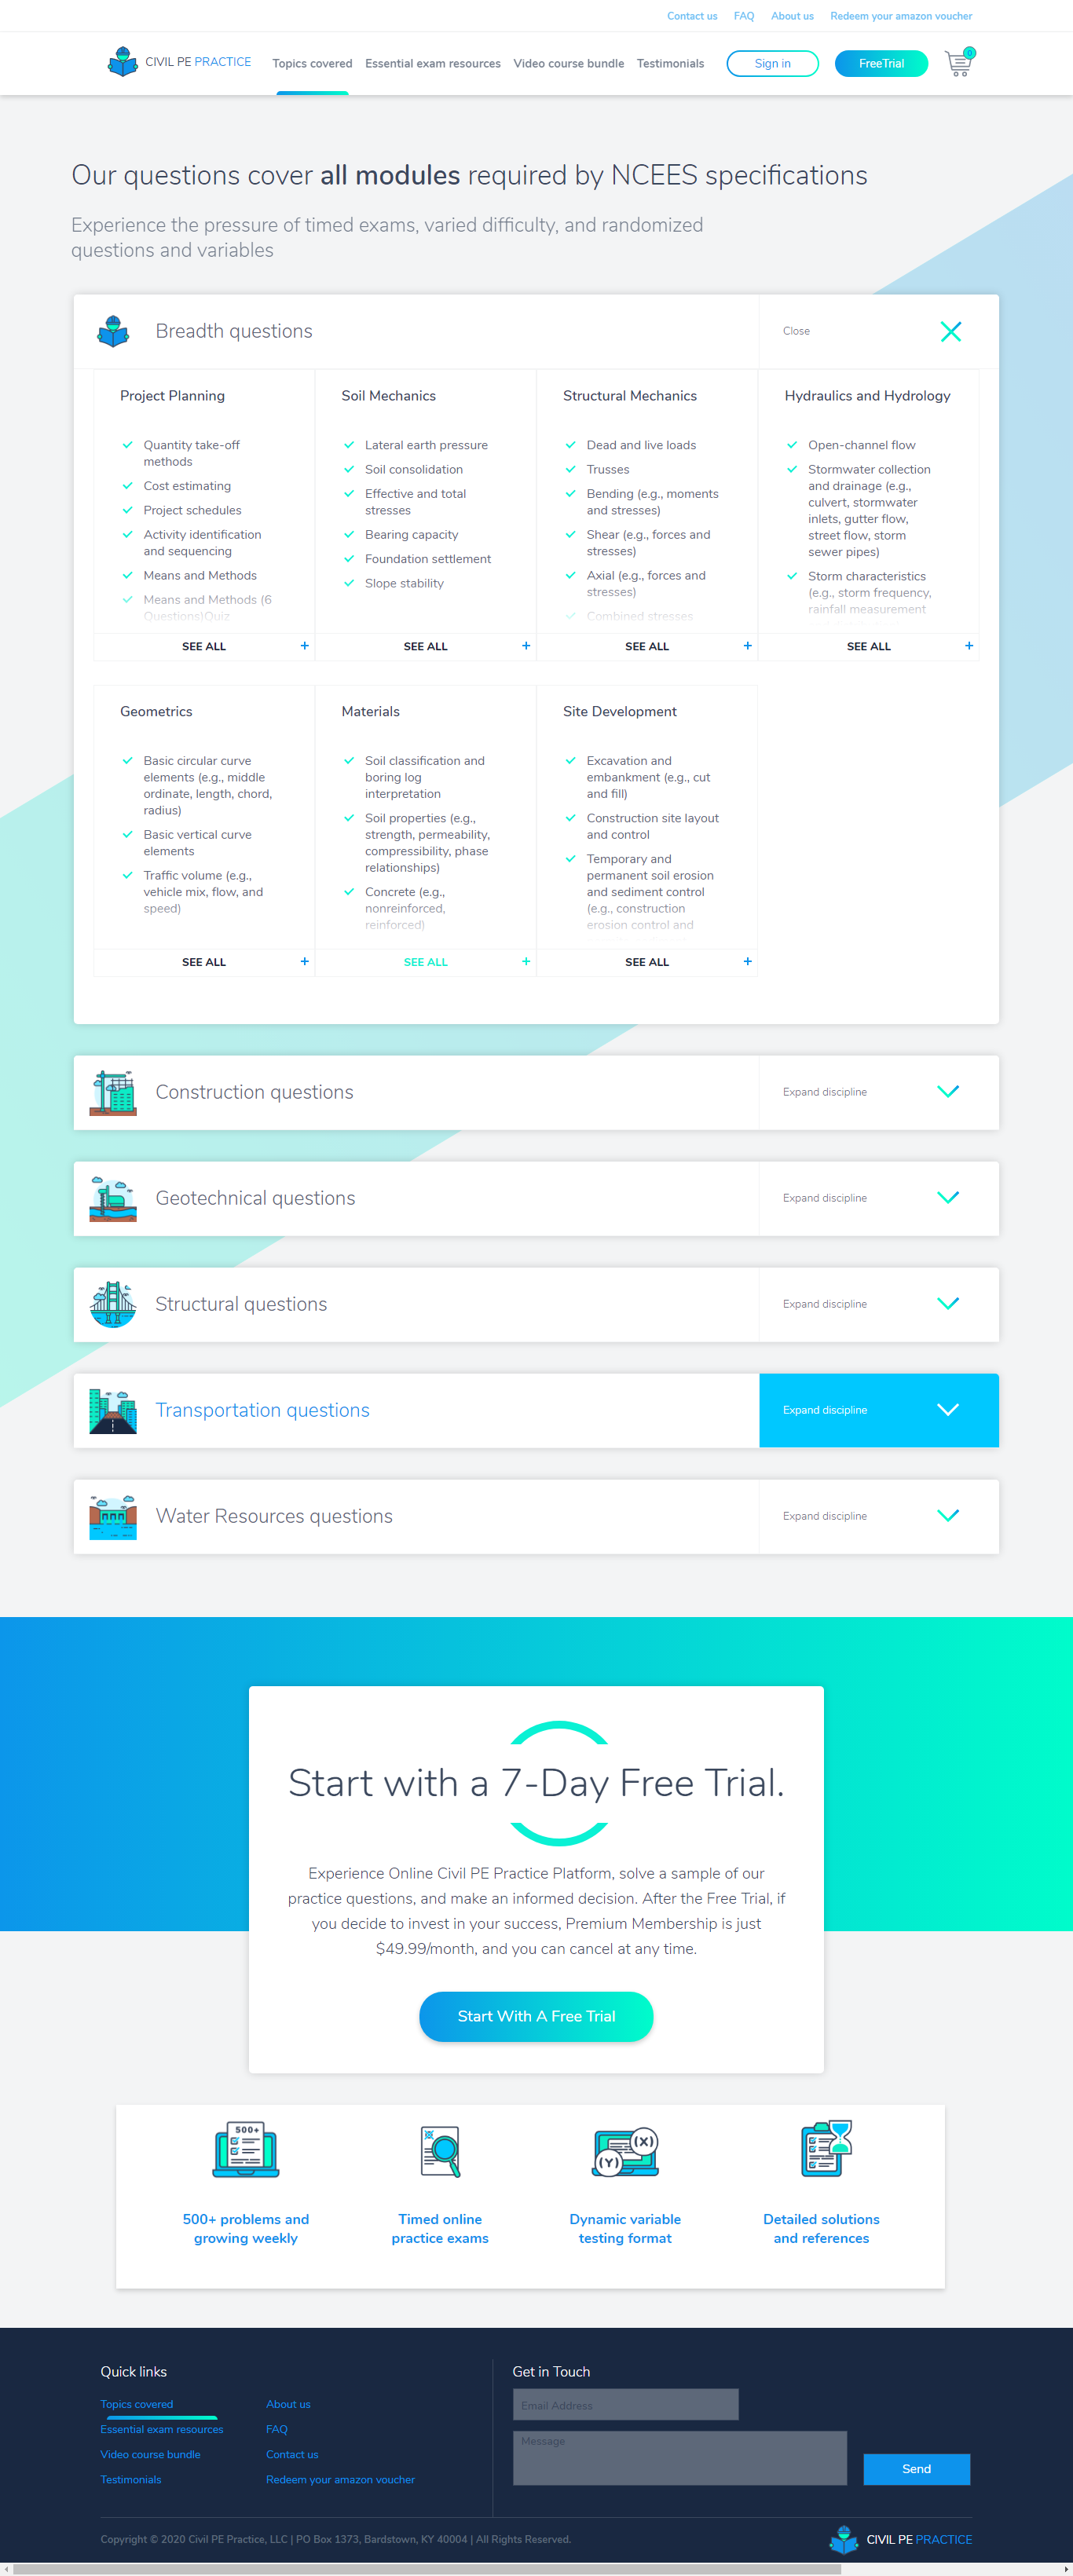 Contact us FAQ About us Redeem your amazon voucher
CIVIL PE PRACTICE Topics covered Essential exam resources Video course bundle Testimonials Sign in FreeTrial 0
Our questions cover all modules required by NCEES specifications
Experience the pressure of timed exams, varied difficulty, and randomized
questions and variables
Breadth questions Close
Project Planning
Quantity take-off
methods
Cost estimating
Project schedules
Activity identification
and sequencing
Means and Methods
Means and Methods (6
Questions)Quiz
SEE ALL +
Soil Mechanics
Lateral earth pressure
Soil consolidation
Effective and total
stresses
Bearing capacity
Foundation settlement
Slope stability
SEE ALL +
Structural Mechanics
Dead and live loads
Trusses
Bending (e.g., moments
and stresses)
Shear (e.g., forces and
stresses)
Axial (e.g., forces and
stresses)
Combined stresses
SEE ALL +
Hydraulics and Hydrology
Open-channel flow
Stormwater collection
and drainage (e.g.,
culvert, stormwater
inlets, gutter flow,
street flow, storm
sewer pipes)
Storm characteristics
(e.g., storm frequency,
rainfall measurement
SEE ALL +
Geometrics
Basic circular curve
elements (e.g., middle
ordinate, length, chord,
radius)
Basic vertical curve
elements
Traffic volume (e.g.,
vehicle mix, flow, and
speed)
SEE ALL +
Materials
Soil classification and
boring log
interpretation
Soil properties (e.g.,
strength, permeability,
compressibility, phase
relationships)
Concrete (e.g.,
nonreinforced,
reinforced)
SEE ALL +
Site Development
Excavation and
embankment (e.g., cut
and fill)
Construction site layout
and control
Temporary and
permanent soil erosion
and sediment control
(e.g., construction
erosion control and
SEE ALL +
Construction questions Expand discipline
Geotechnical questions Expand discipline
Structural questions Expand discipline
Transportation questions Expand discipline
Water Resources questions Expand discipline
Start with a 7-Day Free Trial.
Experience Online Civil PE Practice Platform, solve a sample of our
practice questions, and make an informed decision. After the Free Trial, if
you decide to invest in your success, Premium Membership is just
$49.99/month, and you can cancel at any time.
Start With A Free Trial
500+
500+ problems and
growing weekly
Timed online
practice exams
(X)
(Y)
Dynamic variable
testing format
Detailed solutions
and references
Quick links
Topics covered
Essential exam resources
Video course bundle
Testimonials
About us
FAQ
Contact us
Redeem your amazon voucher
Get in Touch
Email Address
Message
Send
Copyright © 2020 Civil PE Practice, LLC | PO Box 1373, Bardstown, KY 40004 | All Rights Reserved.
CIVIL PE PRACTICE